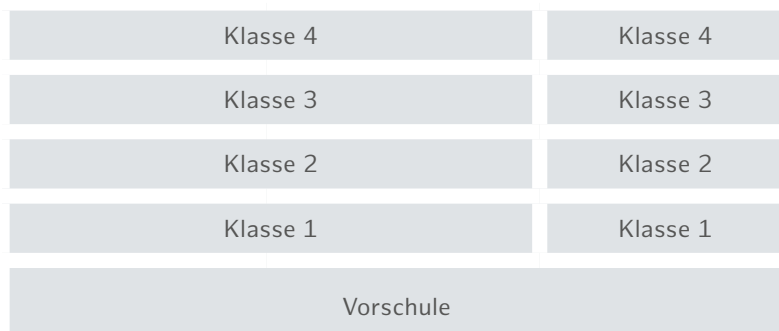 Klasse 4 Klasse 4
Klasse 3 Klasse 3
Klasse 2 Klasse 2
Klasse 1 Klasse 1
Vorschule